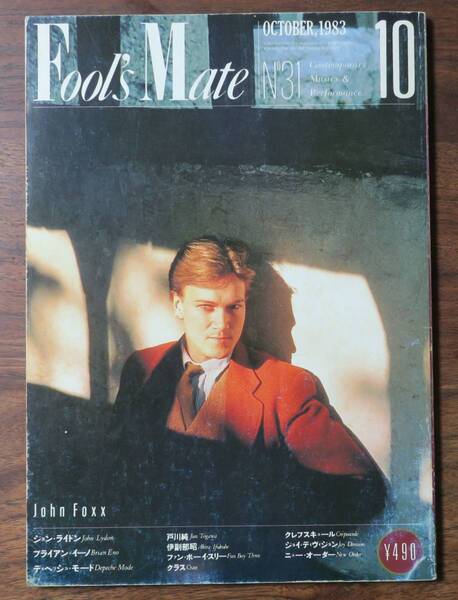 Fool's Mate
OCTOBER, 1983
Nº31
Contemporary
Musics &
Performance
10
John Foxx
ジョン・ライドン John Lydon
ブライアン・イーノ Brian Eno
デペッシュ・モード Depeche Mode
戸川純 Jun Togawa
伊副部昭 Akira Ifukube
ファン・ボーイ・スリー Fun Boy Three
クラス Crass
クレプスキュール Crepuscule
ジョイ・ディヴィジョン Joy Division
ニュー・オーダー New Order
¥490